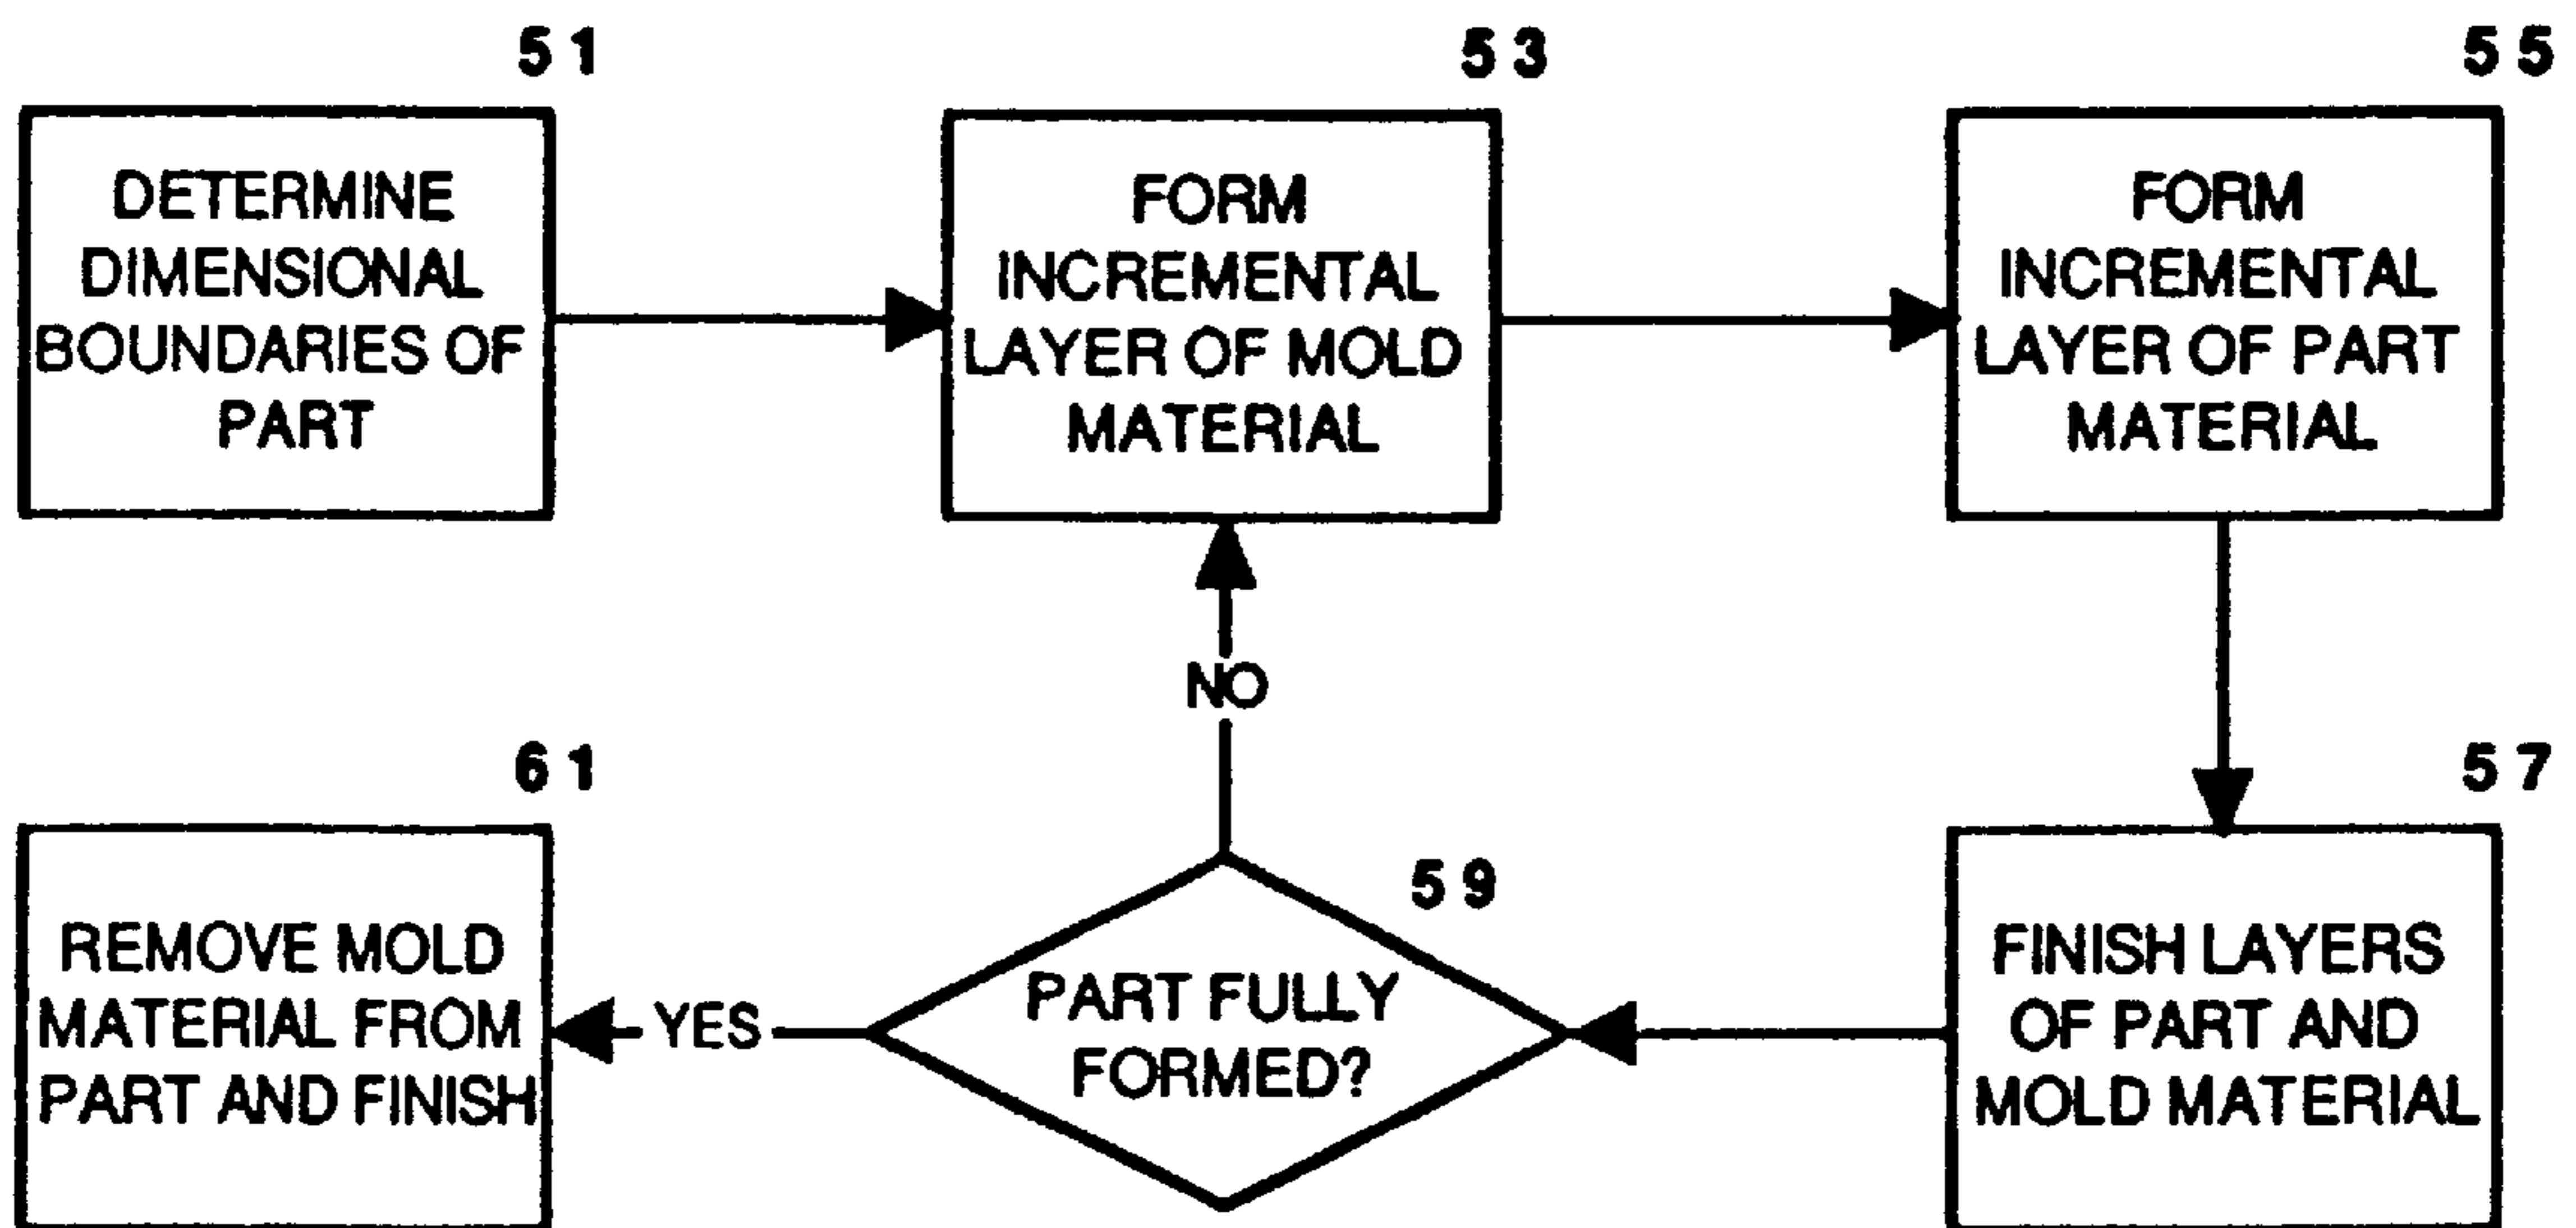 51
DETERMINE
DIMENSIONAL
BOUNDARIES OF
PART
53
FORM
INCREMENTAL
LAYER OF MOLD
MATERIAL
55
FORM
INCREMENTAL
LAYER OF PART
MATERIAL
57
FINISH LAYERS
OF PART AND
MOLD MATERIAL
59
PART FULLY
FORMED?
NO
YES
61
REMOVE MOLD
MATERIAL FROM
PART AND FINISH